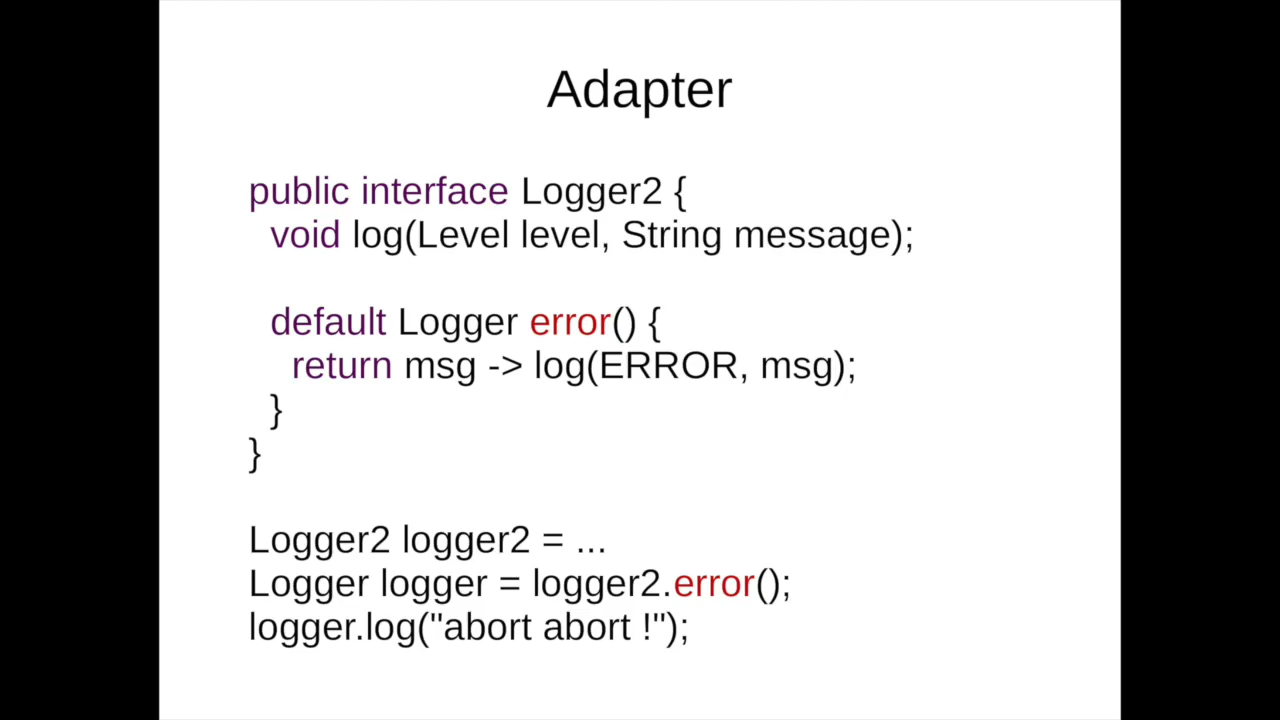 Adapter
public interface Logger2 {
void log(Level level, String message);
default Logger error() {
return msg -> log(ERROR, msg);
}
}
Logger2 logger2 = ...
Logger logger = logger2.error();
logger.log("abort abort !");